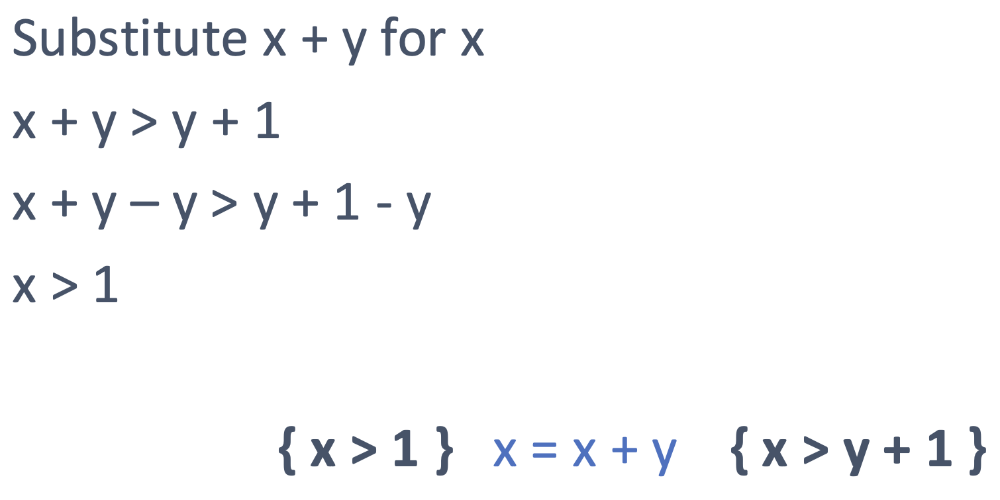 Substitute x + y for x
x + y > y + 1
x + y – y > y + 1 - y
x > 1
{ x > 1 } x = x + y { x > y + 1 }